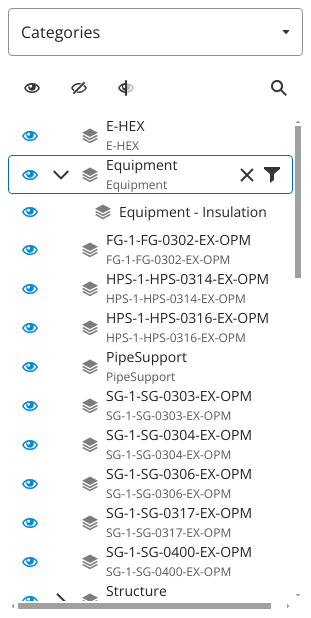 Categories
E-HEX
E-HEX
Equipment
Equipment
Equipment - Insulation
FG-1-FG-0302-EX-OPM
FG-1-FG-0302-EX-OPM
HPS-1-HPS-0314-EX-OPM
HPS-1-HPS-0314-EX-OPM
HPS-1-HPS-0316-EX-OPM
HPS-1-HPS-0316-EX-OPM
PipeSupport
PipeSupport
SG-1-SG-0303-EX-OPM
SG-1-SG-0303-EX-OPM
SG-1-SG-0304-EX-OPM
SG-1-SG-0304-EX-OPM
SG-1-SG-0306-EX-OPM
SG-1-SG-0306-EX-OPM
SG-1-SG-0317-EX-OPM
SG-1-SG-0317-EX-OPM
SG-1-SG-0400-EX-OPM
SG-1-SG-0400-EX-OPM
Structure